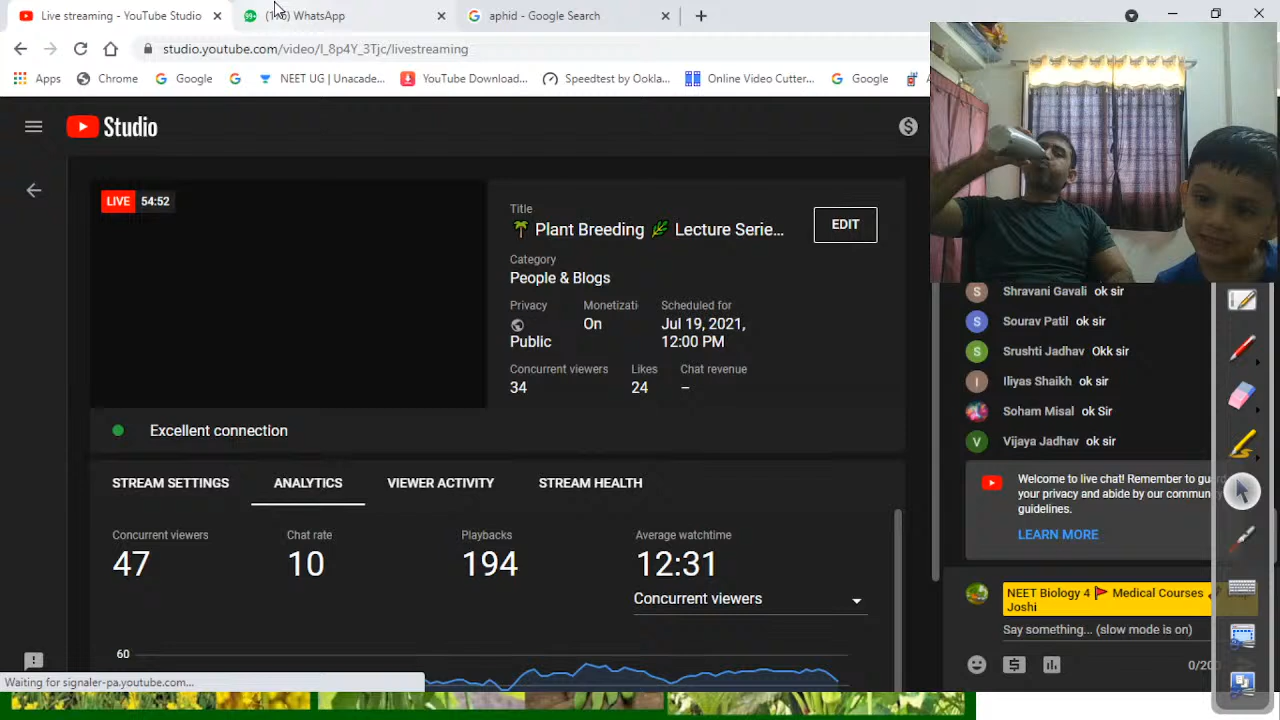 Live streaming - YouTube Studio
WhatsApp
aphid - Google Search
studio.youtube.com/video/l_8p4Y_3Tjc/livestreaming
Apps
Chrome
Google
NEET UG | Unacade...
YouTube Download...
Speedtest by Ookla...
Online Video Cutter...
Google
Studio
LIVE 54:52
Title
Plant Breeding Lecture Serie...
EDIT
Category
People & Blogs
Privacy
Monetizati
Scheduled for
Public
On
Jul 19, 2021,
12:00 PM
Concurrent viewers
Likes
Chat revenue
34
24
–
Excellent connection
STREAM SETTINGS
ANALYTICS
VIEWER ACTIVITY
STREAM HEALTH
Concurrent viewers
Chat rate
Playbacks
Average watchtime
47
10
194
12:31
Concurrent viewers
60
Waiting for signaler-pa.youtube.com...
S Shravani Gavali ok sir
S Sourav Patil ok sir
S Srushti Jadhav Okk sir
I Iliyas Shaikh ok sir
Soham Misal ok Sir
V Vijaya Jadhav ok sir
Welcome to live chat! Remember to guard
your privacy and abide by our commun
guidelines.
LEARN MORE
NEET Biology 4 Medical Courses
Joshi
Say something... (slow mode is on)
0/200